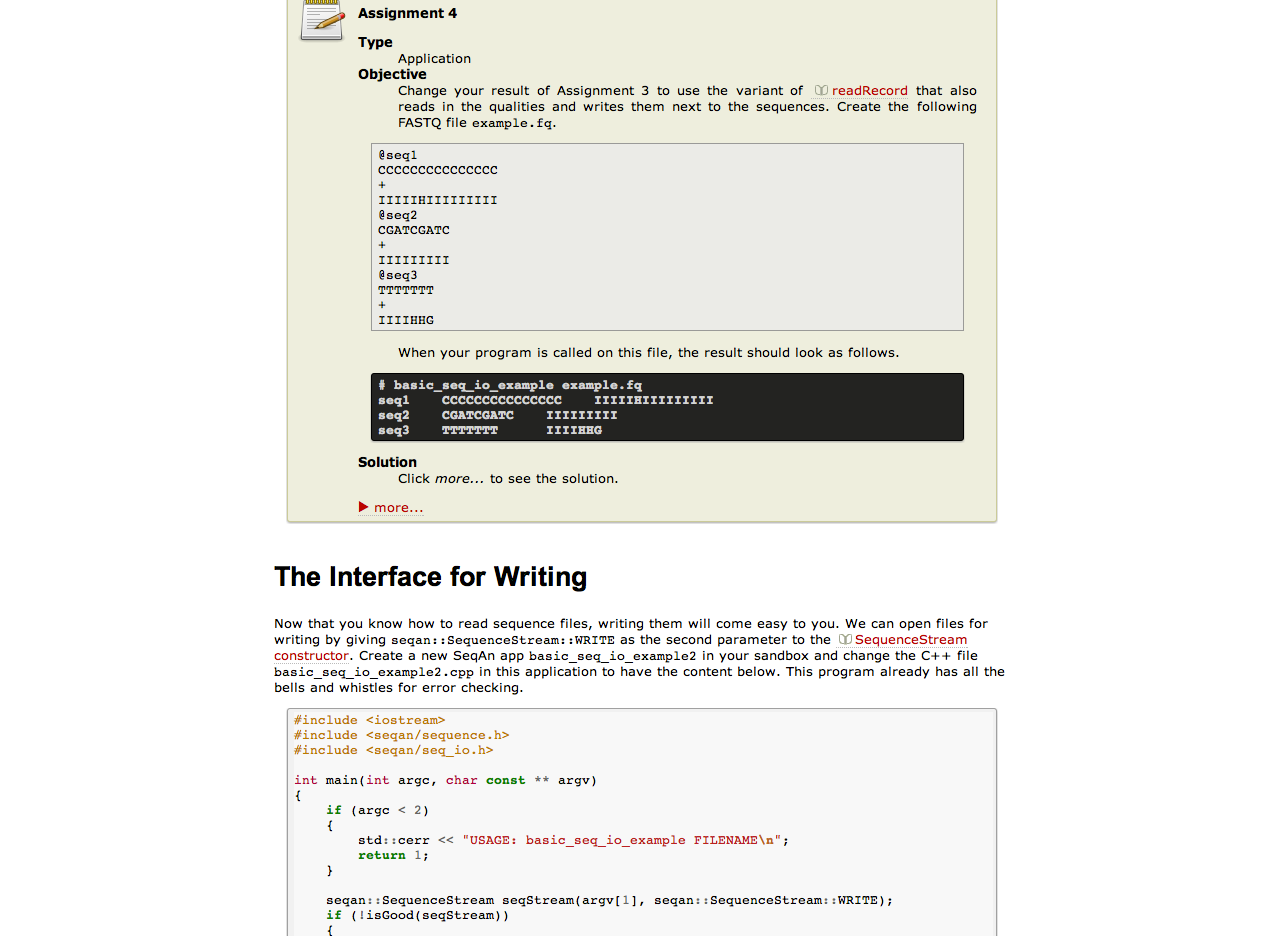 Assignment 4
Type
Application
Objective
Change your result of Assignment 3 to use the variant of readRecord that also
reads in the qualities and writes them next to the sequences. Create the following
FASTQ file example.fq.
@seq1
CCCCCCCCCCCCCCC
+
IIIIIHIIIIIIIII
@seq2
CGATCGATC
+
IIIIIIIII
@seq3
TTTTTTT
+
IIIIHHG
When your program is called on this file, the result should look as follows.
# basic_seq_io_example example.fq
seq1    CCCCCCCCCCCCCCC    IIIIIHIIIIIIIII
seq2    CGATCGATC    IIIIIIIII
seq3    TTTTTTT      IIIIHHG
Solution
Click more... to see the solution.
more...
The Interface for Writing
Now that you know how to read sequence files, writing them will come easy to you. We can open files for
writing by giving seqan::SequenceStream::WRITE as the second parameter to the SequenceStream
constructor. Create a new SeqAn app basic_seq_io_example2 in your sandbox and change the C++ file
basic_seq_io_example2.cpp in this application to have the content below. This program already has all the
bells and whistles for error checking.
#include <iostream>
#include <seqan/sequence.h>
#include <seqan/seq_io.h>
int main(int argc, char const ** argv)
{
    if (argc < 2)
    {
        std::cerr << "USAGE: basic_seq_io_example FILENAME\n";
        return 1;
    }
    seqan::SequenceStream seqStream(argv[1], seqan::SequenceStream::WRITE);
    if (!isGood(seqStream))
    {